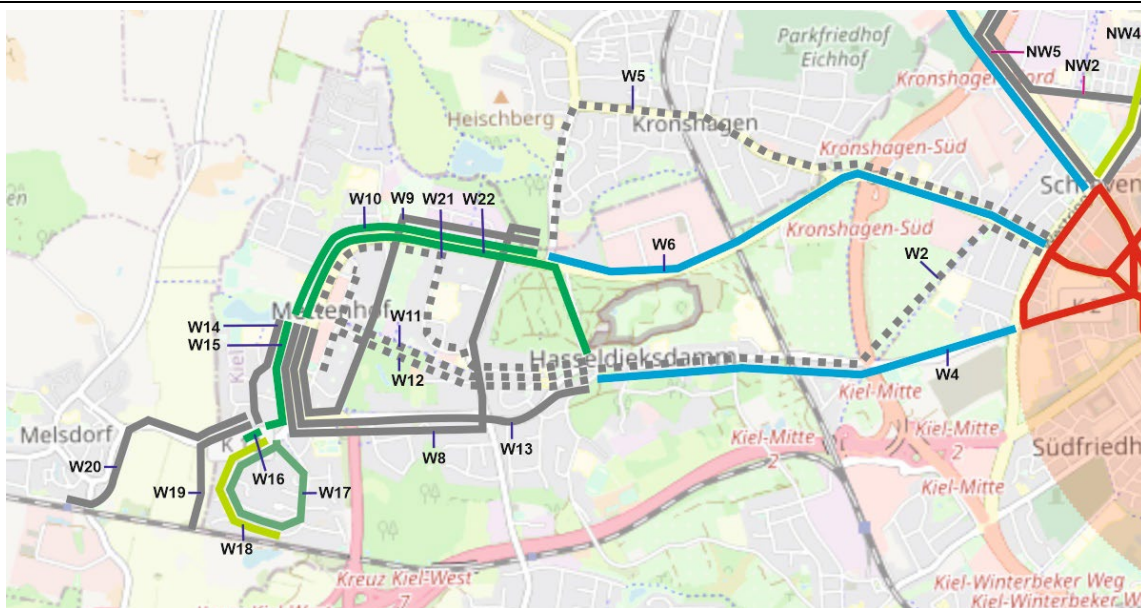 Parkfriedhof
Eichhof
NW4
NW5
NW2
W5
Kronshagen-Nord
Heischberg
Kronshagen
Kronshagen-Süd
W10
W9
W21
W22
Kronshagen-Süd
W6
W2
Mettenhof
W14
W15
Kiel
W11
W12
Hasseldieksdamm
W4
Kiel-Mitte
Melsdorf
K
W20
W19
W16
W17
W18
W8
W13
Kiel-Mitte
2
Kiel-Mitte
2
Kiel-Mitte
Südfriedh
Kreuz Kiel-West
7
Kiel-Winterbeker Weg
Kiel-Winterbeker W